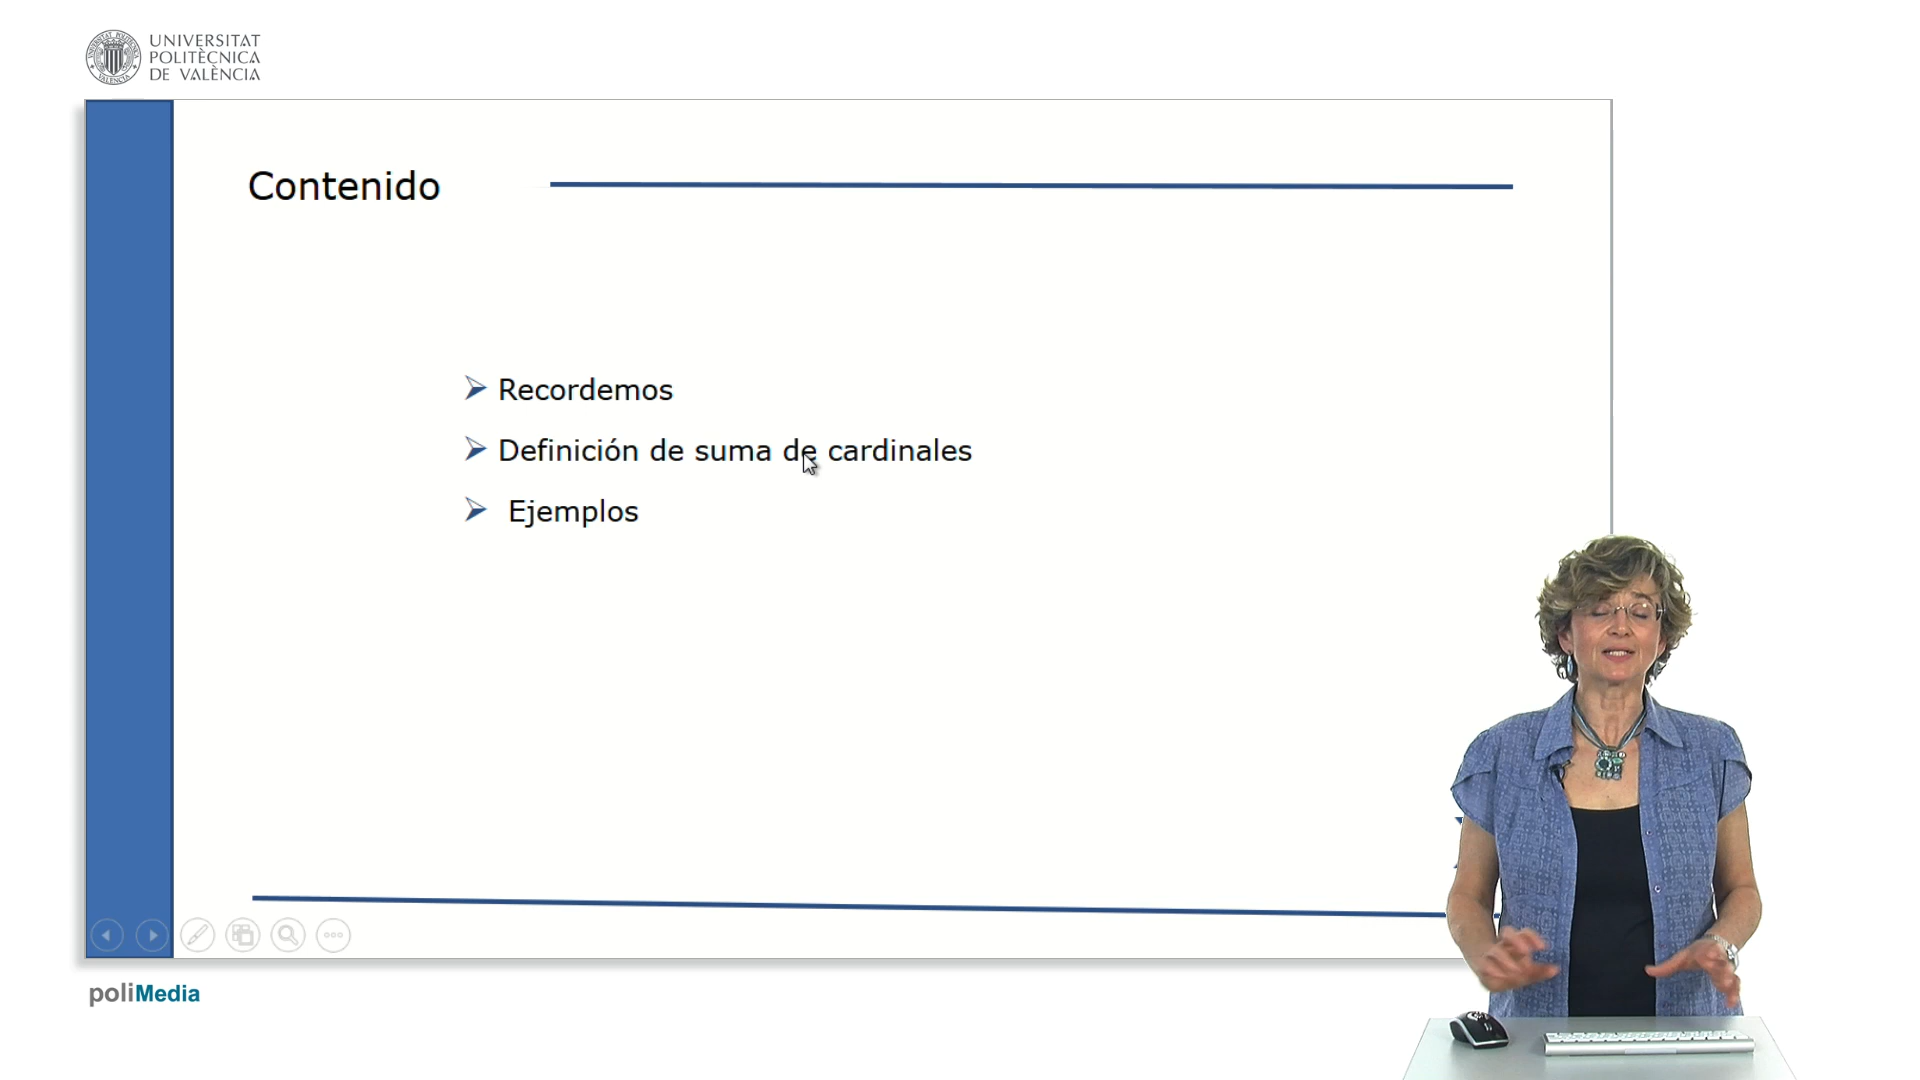 UNIVERSITAT
POLITÈCNICA
DE VALÈNCIA
Contenido
Recordemos
Definición de suma de cardinales
Ejemplos
poliMedia